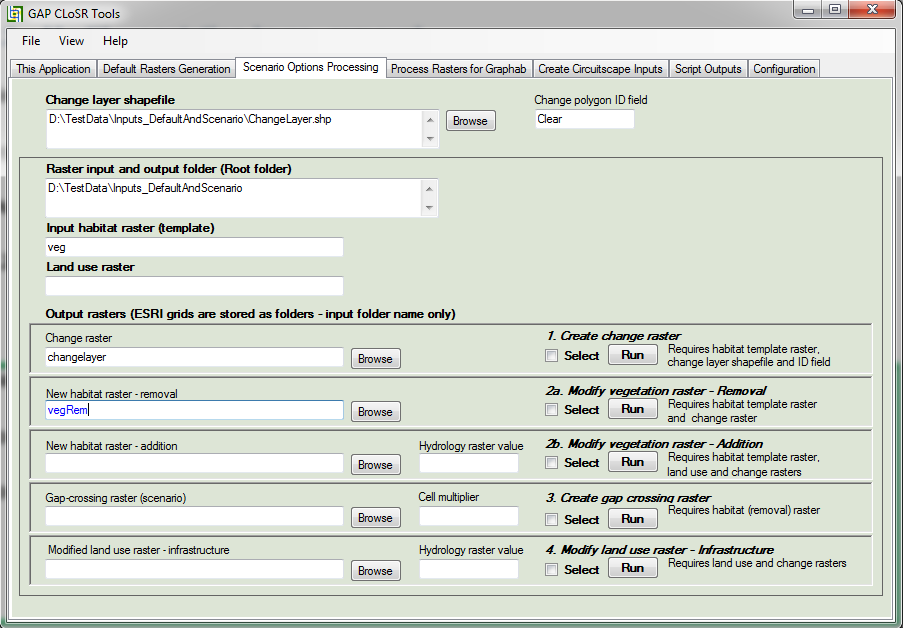 GAP CLoSR Tools
File View Help
This Application Default Rasters Generation Scenario Options Processing Process Rasters for Graphab Create Circuitscape Inputs Script Outputs Configuration
Change layer shapefile
Change polygon ID field
D:\TestData\Inputs_DefaultAndScenario\ChangeLayer.shp
Browse
Clear
Raster input and output folder (Root folder)
D:\TestData\Inputs_DefaultAndScenario
Input habitat raster (template)
veg
Land use raster
Output rasters (ESRI grids are stored as folders - input folder name only)
Change raster
changelayer
Browse
1. Create change raster
Select Run
Requires habitat template raster,
change layer shapefile and ID field
New habitat raster - removal
vegRem
Browse
2a. Modify vegetation raster - Removal
Select Run
Requires habitat template raster
and change raster
New habitat raster - addition
Browse
Hydrology raster value
2b. Modify vegetation raster - Addition
Select Run
Requires habitat template raster,
land use and change rasters
Gap-crossing raster (scenario)
Browse
Cell multiplier
3. Create gap crossing raster
Select Run
Requires habitat (removal) raster
Modified land use raster - infrastructure
Browse
Hydrology raster value
4. Modify land use raster - Infrastructure
Select Run
Requires land use and change rasters